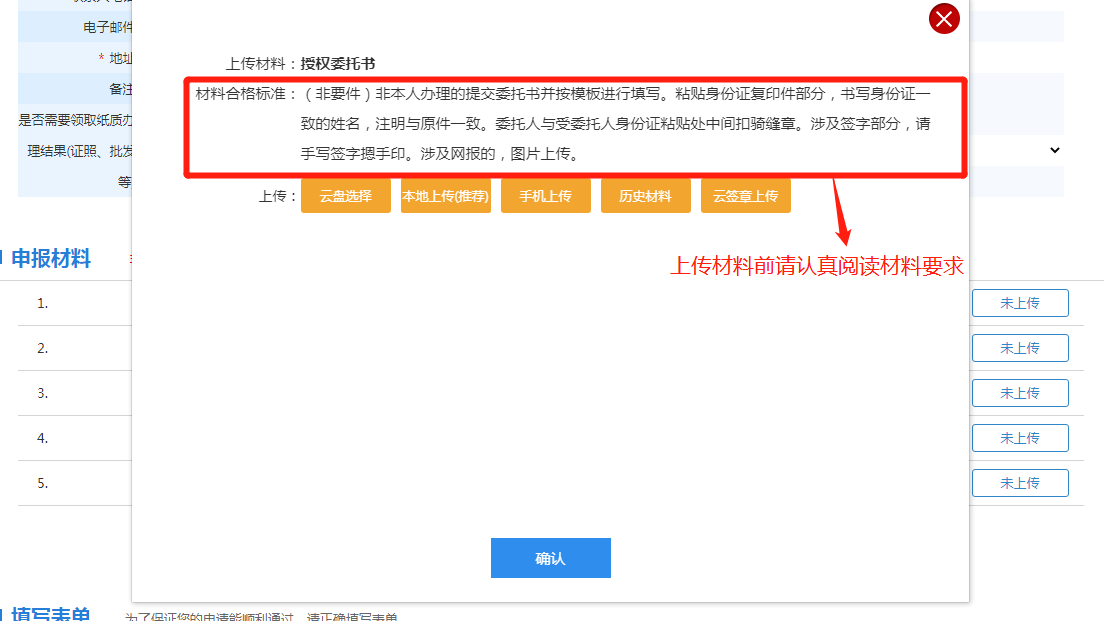 电子邮件
上传材料：授权委托书
* 地址
材料合格标准：（非要件）非本人办理的提交委托书并按模板进行填写。粘贴身份证复印件部分，书写身份证一
备注
致的姓名，注明与原件一致。委托人与受委托人身份证粘贴处中间扣骑缝章。涉及签字部分，请
是否需要领取纸质办
手写签字摁手印。涉及网报的，图片上传。
理结果(证照、批发
等
上传：
云盘选择
本地上传(推荐)
手机上传
历史材料
云签章上传
申报材料
上传材料前请认真阅读材料要求
1.
未上传
2.
未上传
3.
未上传
4.
未上传
5.
未上传
确认
填写表单
为了保证您的申请能顺利通过，请正确填写表单